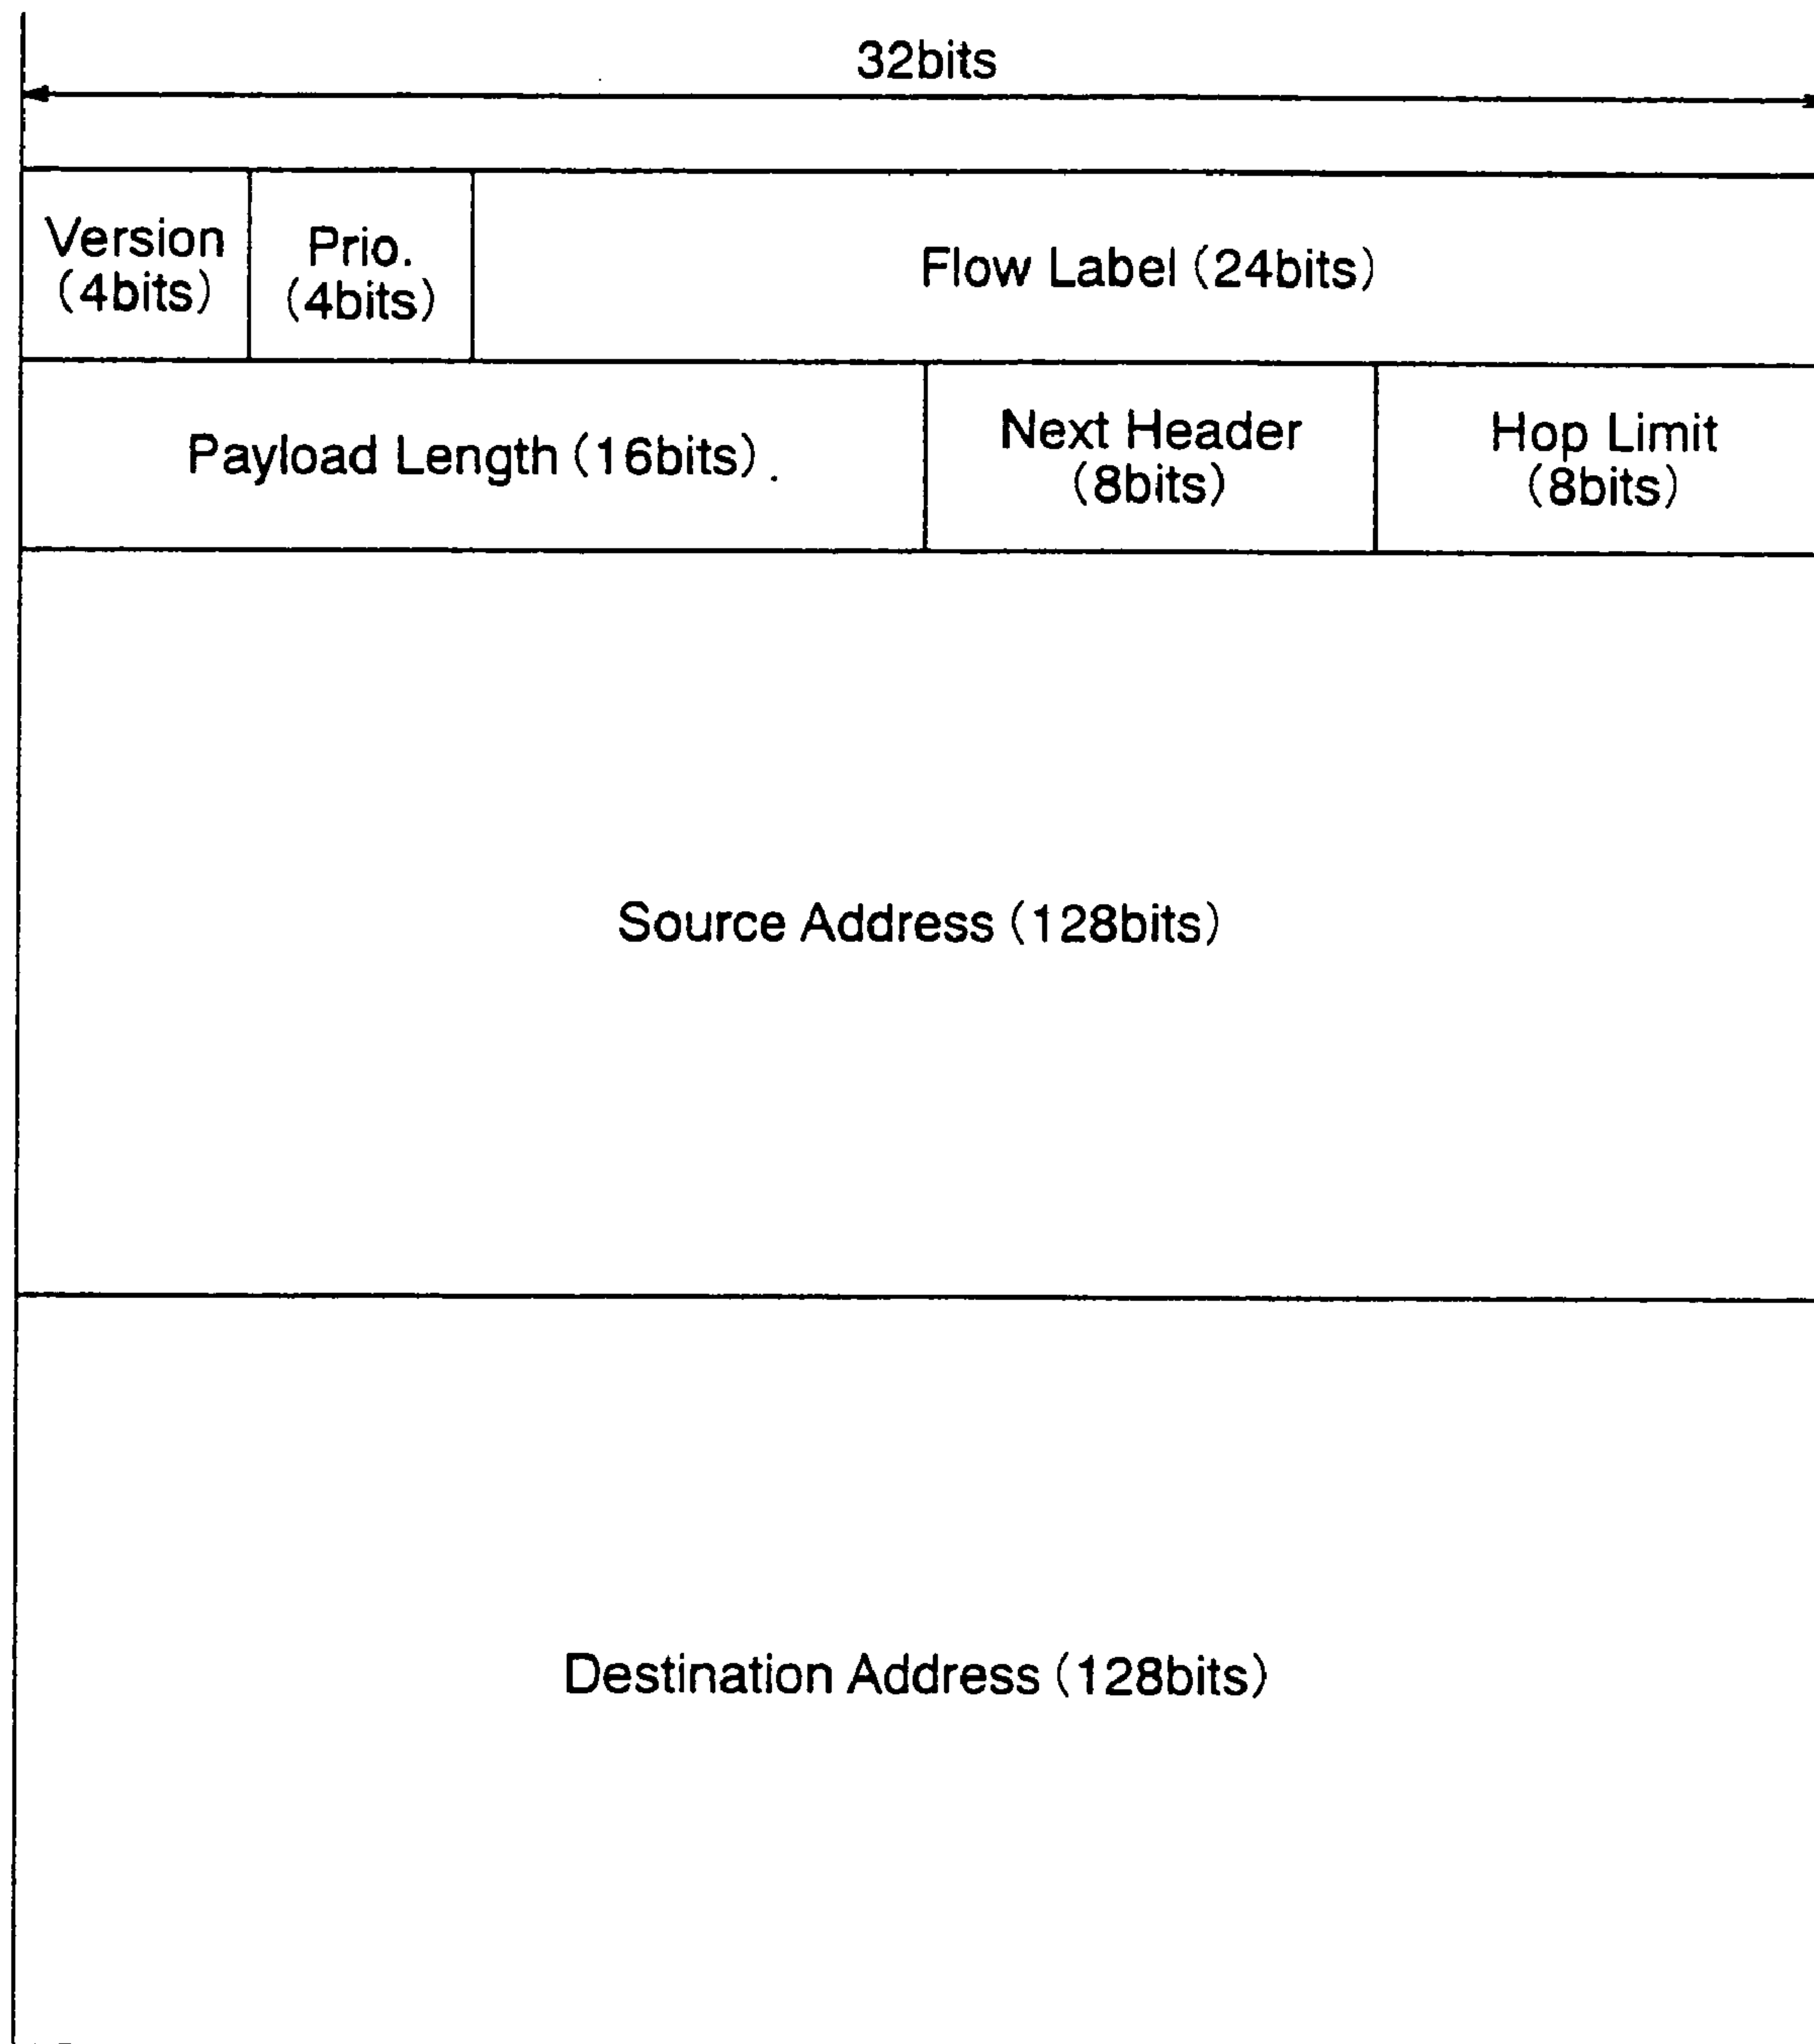 32bits
Version
(4bits)
Prio.
(4bits)
Flow Label (24bits)
Payload Length (16bits) .
Next Header
(8bits)
Hop Limit
(8bits)
Source Address (128bits)
Destination Address (128bits)